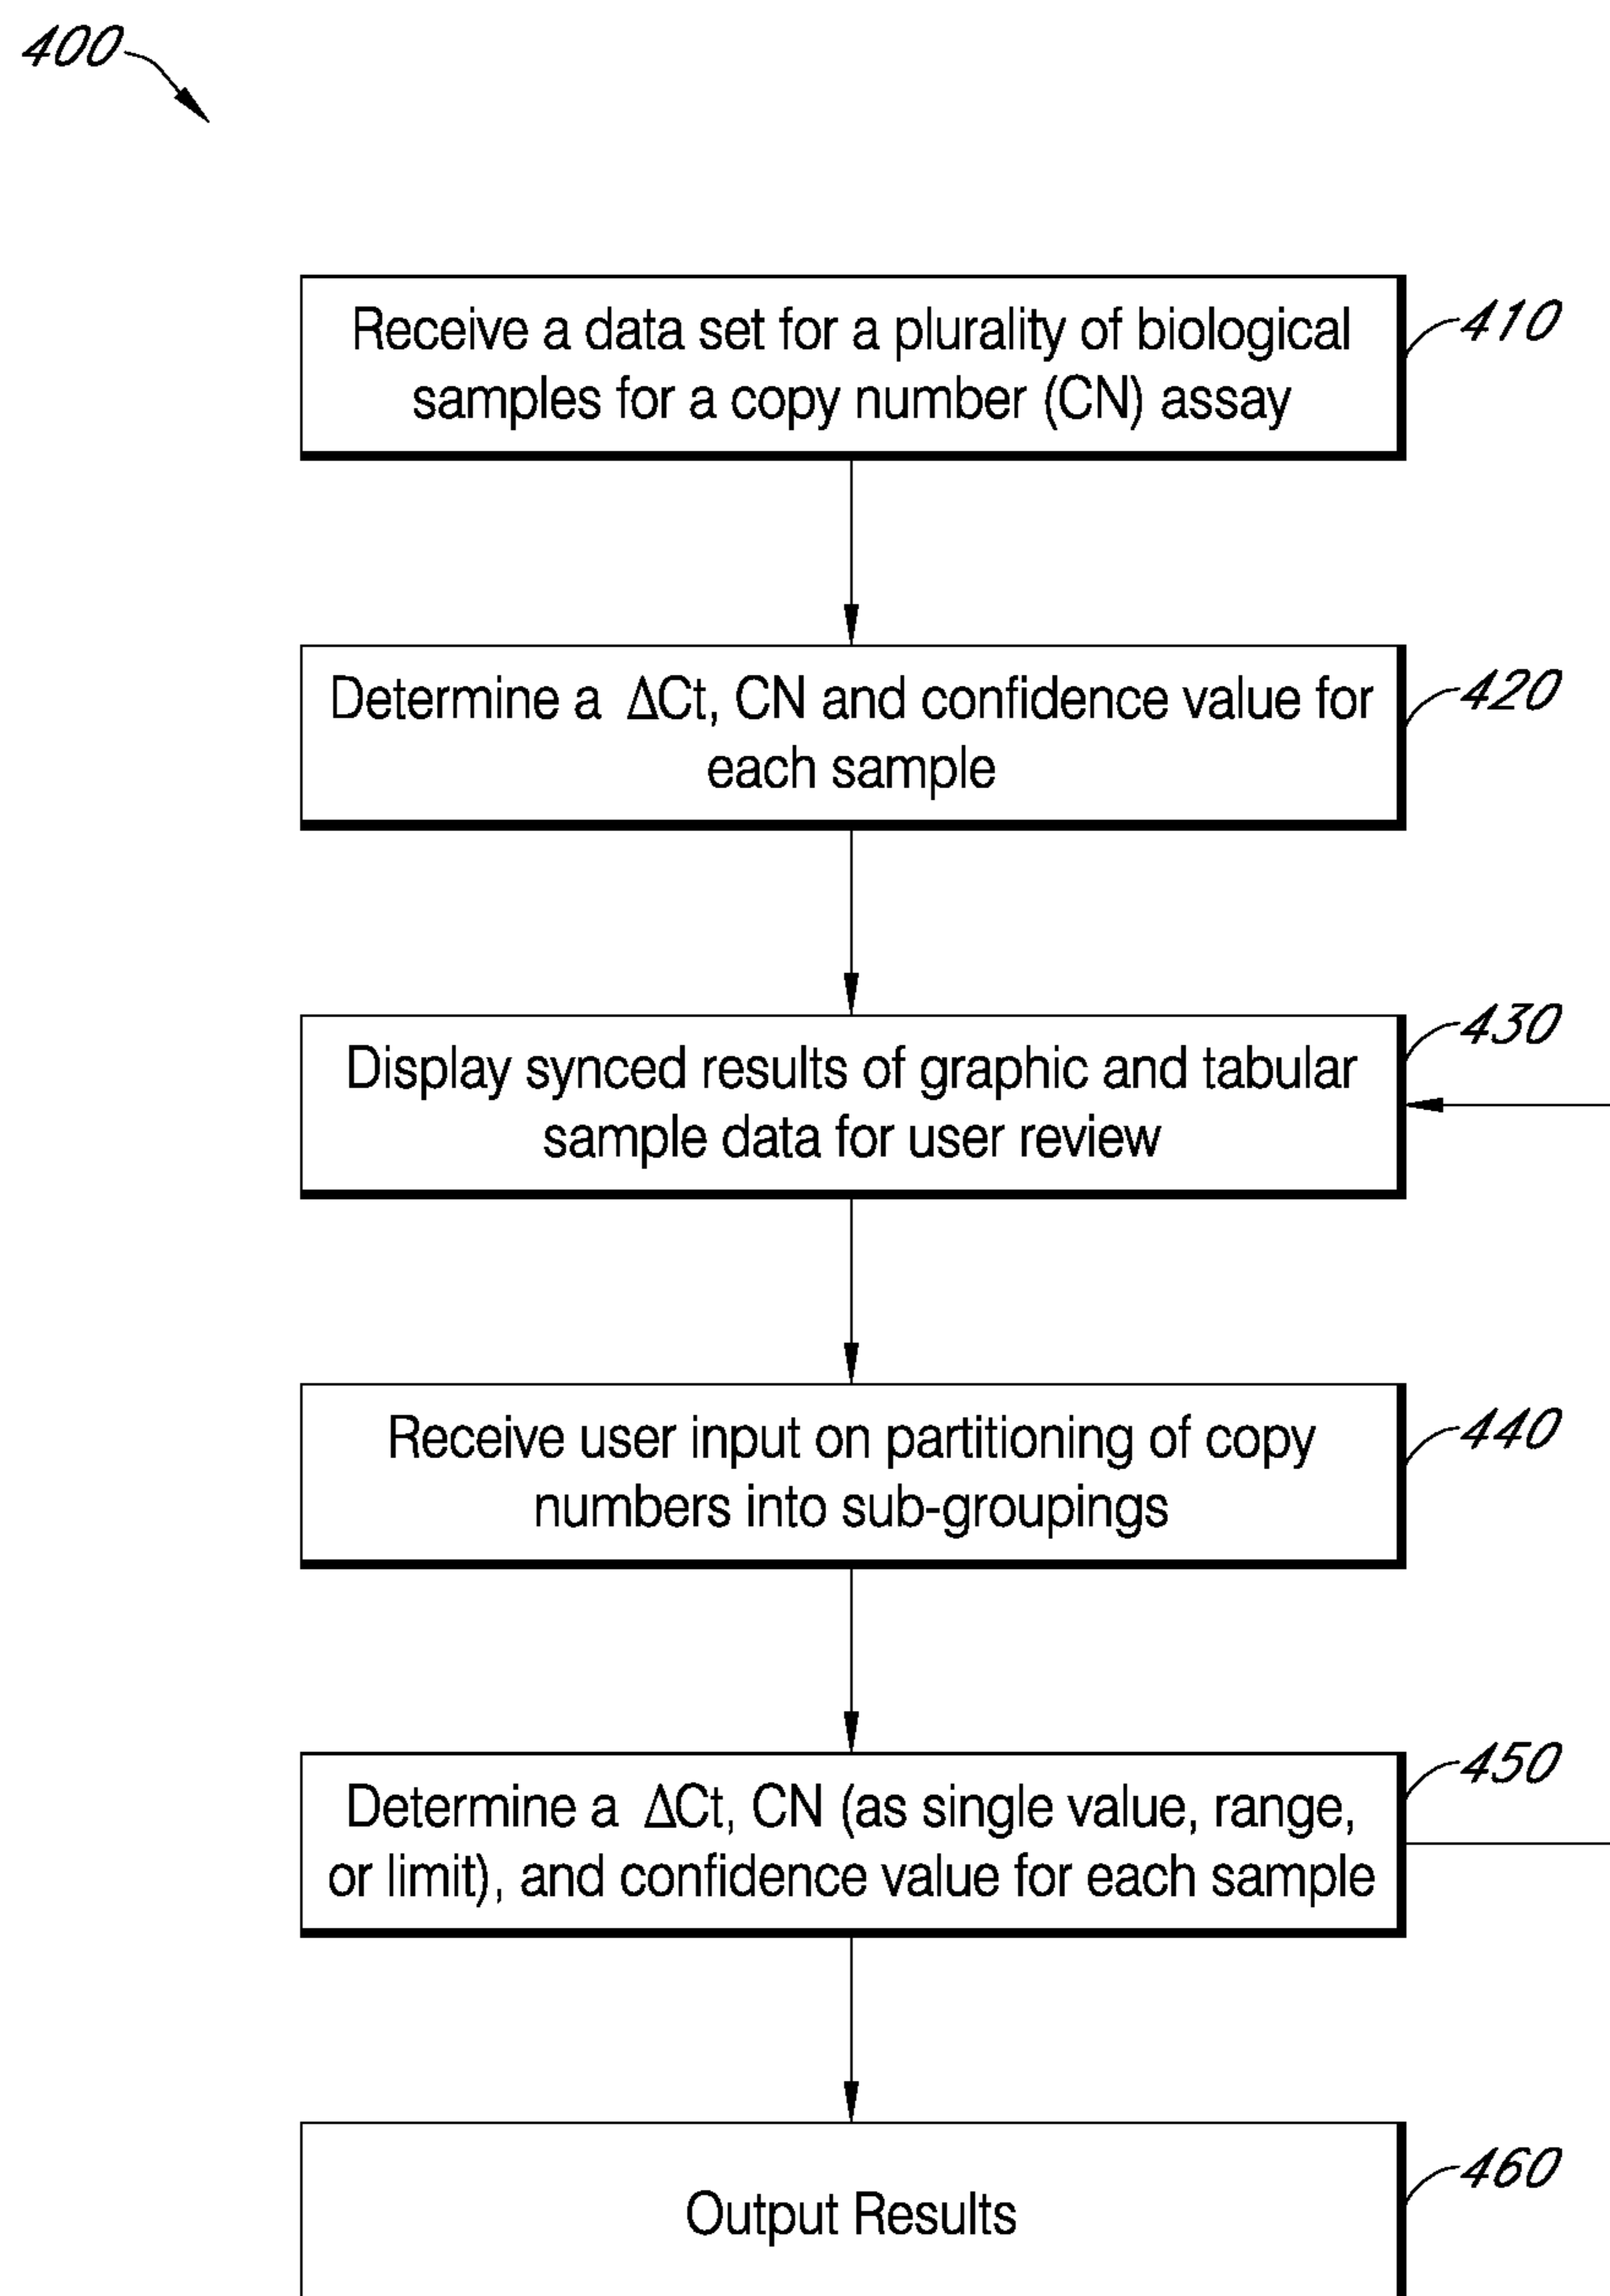 400
Receive a data set for a plurality of biological
samples for a copy number (CN) assay
410
Determine a ΔCt, CN and confidence value for
each sample
420
Display synced results of graphic and tabular
sample data for user review
430
Receive user input on partitioning of copy
numbers into sub-groupings
440
Determine a ΔCt, CN (as single value, range,
or limit), and confidence value for each sample
450
Output Results
460